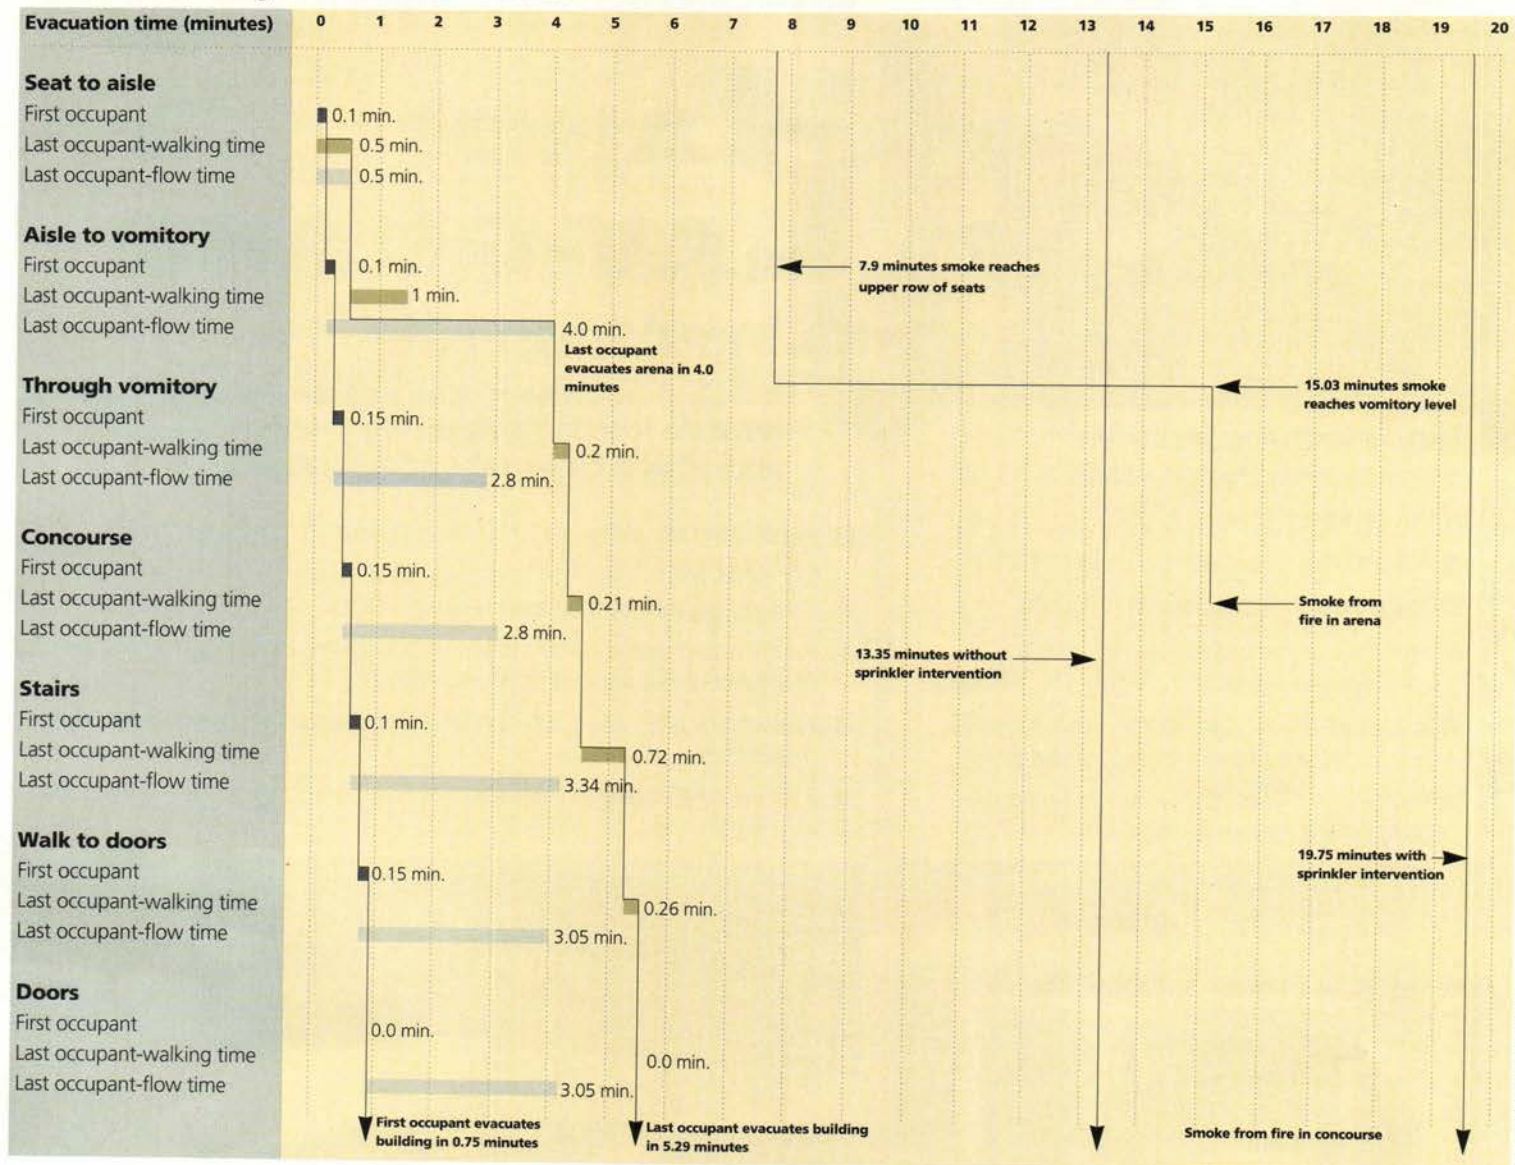 Evacuation time (minutes) 0 1 2 3 4 5 6 7 8 9 10 11 12 13 14 15 16 17 18 19 20
Seat to aisle
First occupant 0.1 min.
Last occupant-walking time 0.5 min.
Last occupant-flow time 0.5 min.
Aisle to vomitory
First occupant 0.1 min.
Last occupant-walking time 1 min.
Last occupant-flow time 4.0 min.
Last occupant
evacuates arena in 4.0
minutes
7.9 minutes smoke reaches
upper row of seats
Through vomitory
First occupant 0.15 min.
Last occupant-walking time 0.2 min.
Last occupant-flow time 2.8 min.
15.03 minutes smoke
reaches vomitory level
Concourse
First occupant 0.15 min.
Last occupant-walking time 0.21 min.
Last occupant-flow time 2.8 min.
Smoke from
fire in arena
13.35 minutes without
sprinkler intervention
Stairs
First occupant 0.1 min.
Last occupant-walking time 0.72 min.
Last occupant-flow time 3.34 min.
Walk to doors
First occupant 0.15 min.
Last occupant-walking time 0.26 min.
Last occupant-flow time 3.05 min.
19.75 minutes with
sprinkler intervention
Doors
First occupant 0.0 min.
Last occupant-walking time 0.0 min.
Last occupant-flow time 3.05 min.
First occupant evacuates
building in 0.75 minutes
Last occupant evacuates building
in 5.29 minutes
Smoke from fire in concourse